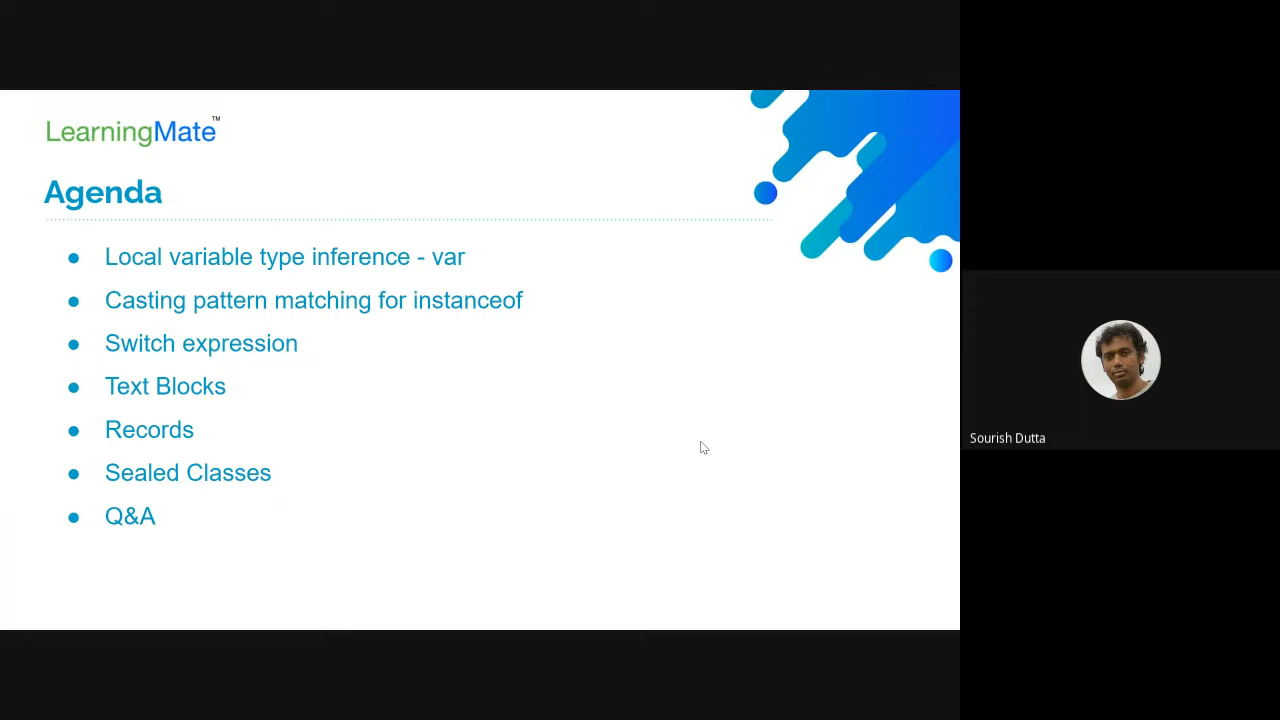 LearningMate™
Agenda
● Local variable type inference - var
● Casting pattern matching for instanceof
● Switch expression
● Text Blocks
● Records
● Sealed Classes
● Q&A
Sourish Dutta